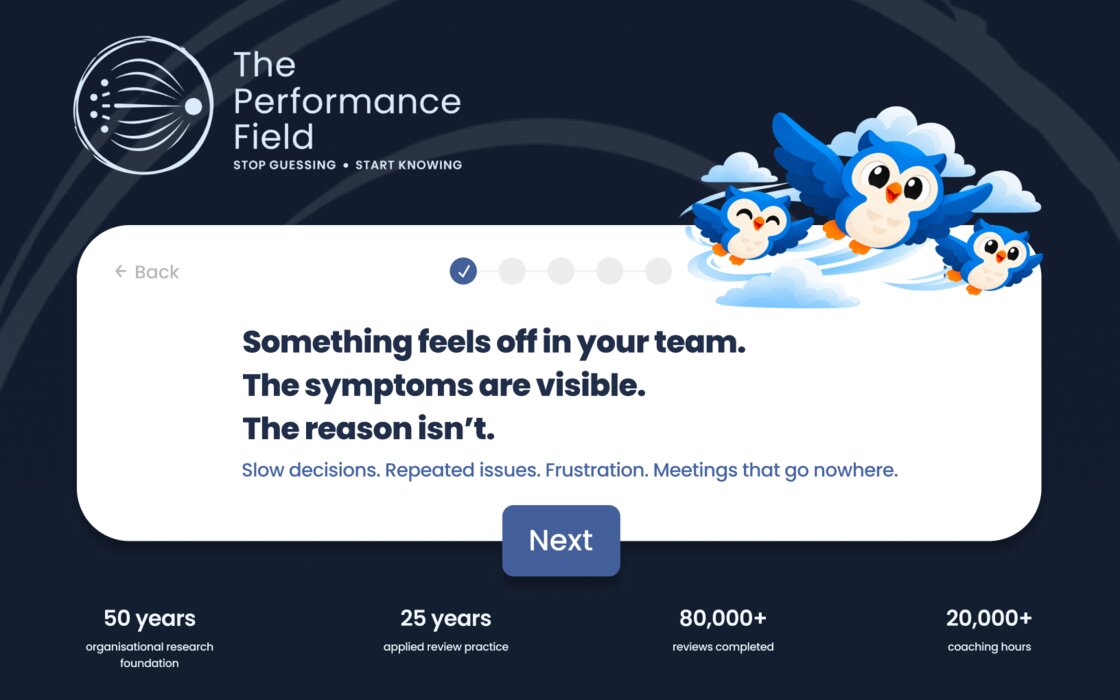 The
Performance
Field
STOP GUESSING • START KNOWING
← Back
Something feels off in your team.
The symptoms are visible.
The reason isn’t.
Slow decisions. Repeated issues. Frustration. Meetings that go nowhere.
Next
50 years
organisational research
foundation
25 years
applied review practice
80,000+
reviews completed
20,000+
coaching hours